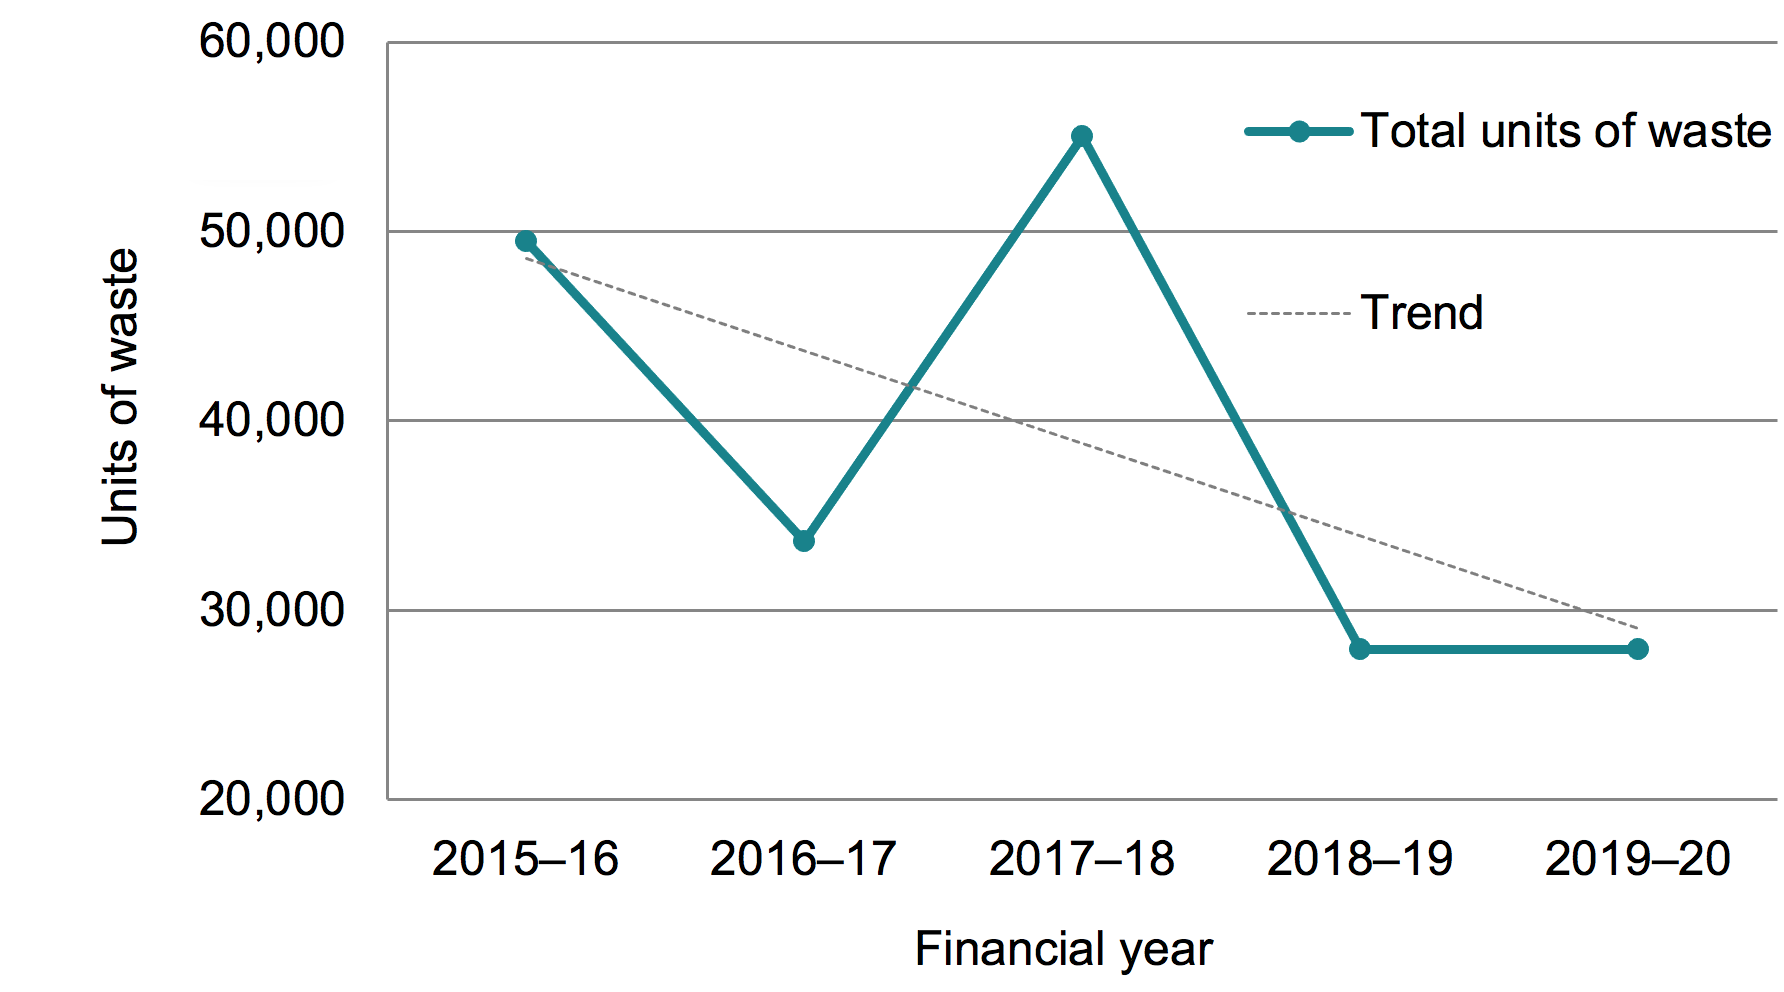 60,000
50,000
40,000
30,000
20,000
Units of waste
Total units of waste
Trend
2015–16
2016–17
2017–18
2018–19
2019–20
Financial year